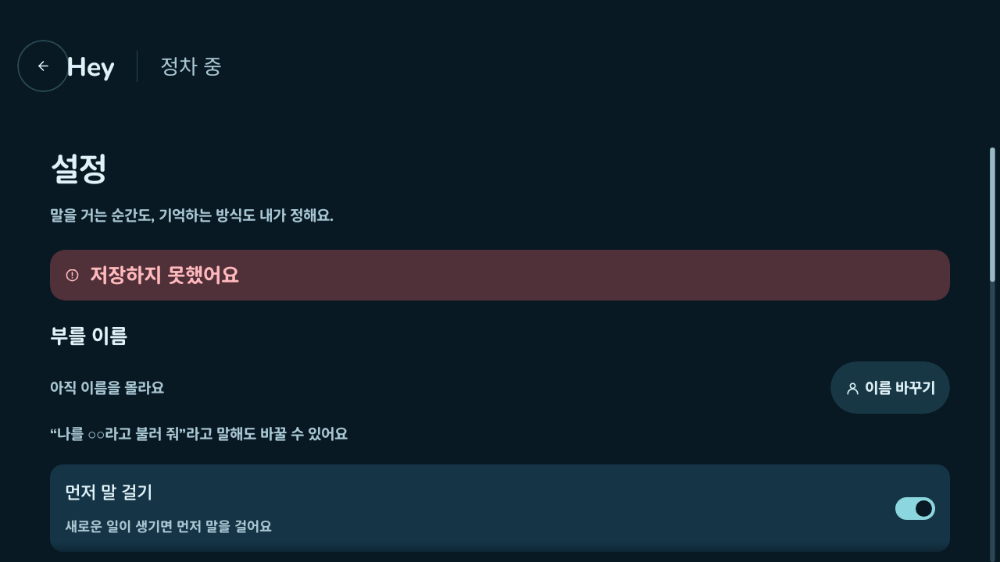 Hey
정차 중
설정
말을 거는 순간도, 기억하는 방식도 내가 정해요.
저장하지 못했어요
부를 이름
아직 이름을 몰라요
이름 바꾸기
“나를 ○○라고 불러 줘”라고 말해도 바꿀 수 있어요
먼저 말 걸기
새로운 일이 생기면 먼저 말을 걸어요